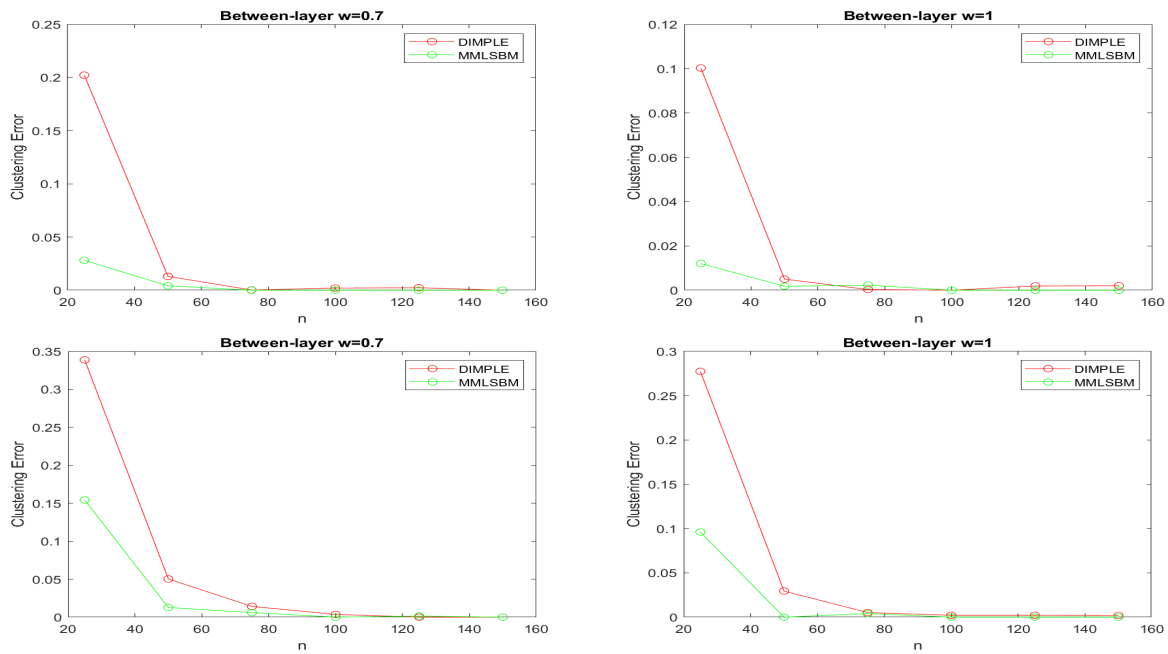 Between-layer w=0.7
DIMPLE
MMLSBM
Clustering Error
0.25
0.2
0.15
0.1
0.05
0
20 40 60 80 100 120 140 160
n
Between-layer w=1
DIMPLE
MMLSBM
Clustering Error
0.12
0.1
0.08
0.06
0.04
0.02
0
20 40 60 80 100 120 140 160
n
Between-layer w=0.7
DIMPLE
MMLSBM
Clustering Error
0.35
0.3
0.25
0.2
0.15
0.1
0.05
0
20 40 60 80 100 120 140 160
n
Between-layer w=1
DIMPLE
MMLSBM
Clustering Error
0.3
0.25
0.2
0.15
0.1
0.05
0
20 40 60 80 100 120 140 160
n